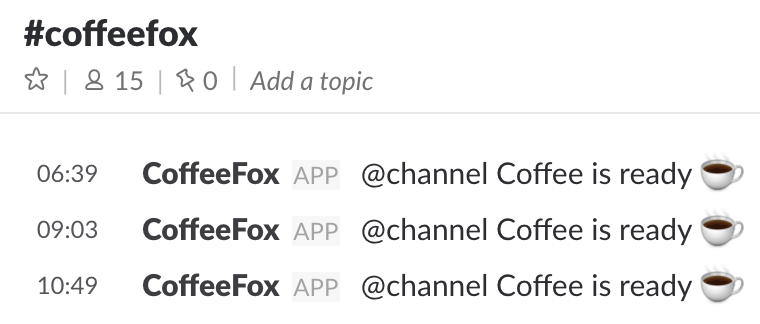 #coffeefox
15 | 0 | Add a topic
06:39 CoffeeFox APP @channel Coffee is ready ☕
09:03 CoffeeFox APP @channel Coffee is ready ☕
10:49 CoffeeFox APP @channel Coffee is ready ☕